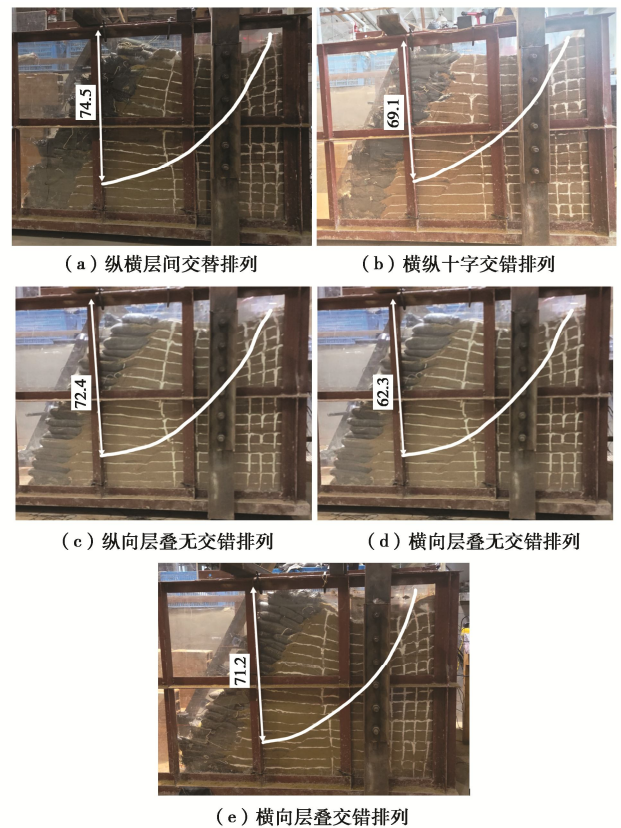 74.5
69.1
(a)纵横层间交替排列
(b)横纵十字交错排列
72.4
62.3
(c)纵向层叠无交错排列
(d)横向层叠无交错排列
71.2
(e)横向层叠交错排列